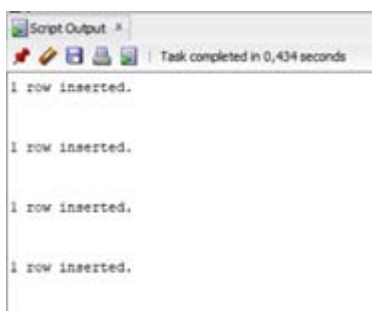 Script Output ×
Task completed in 0,434 seconds
1 row inserted.
1 row inserted.
1 row inserted.
1 row inserted.